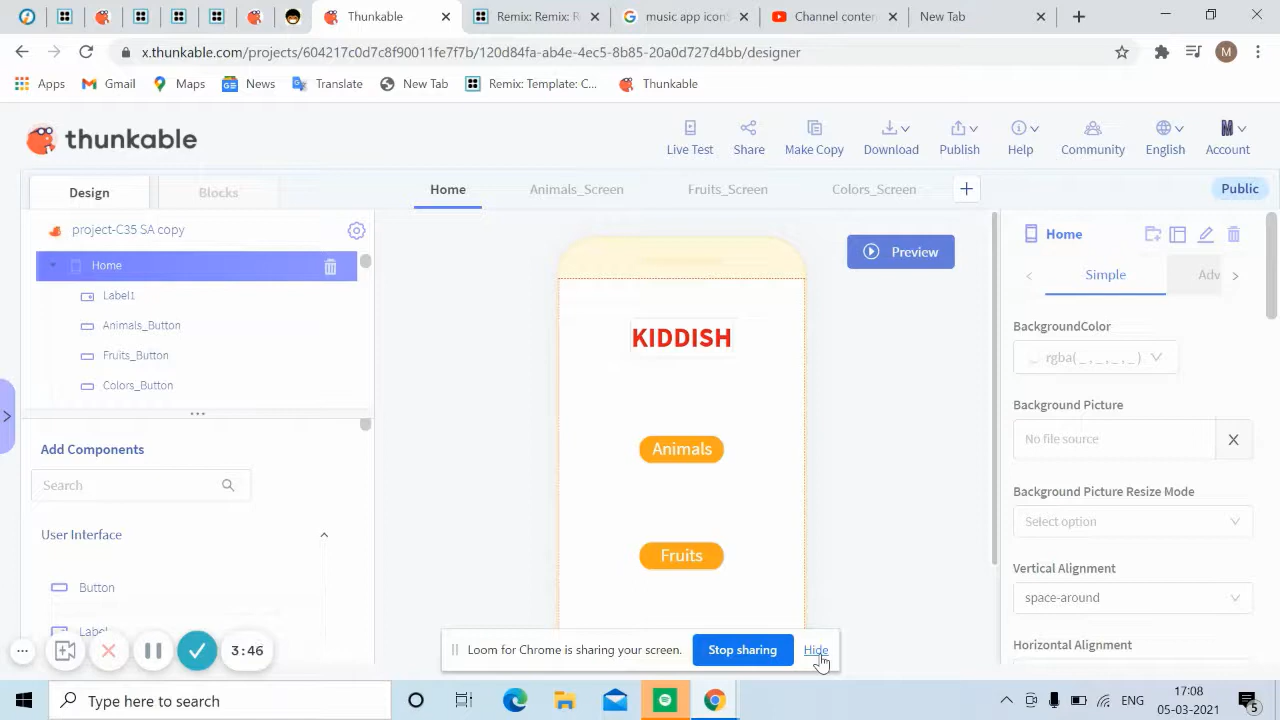 Thunkable
Remix: Remix: R
music app icon
Channel conten
New Tab
x.thunkable.com/projects/604217c0d7c8f90011fe7f7b/120d84fa-ab4e-4ec5-8b85-20a0d727d4bb/designer
M
Apps
Gmail
Maps
News
Translate
New Tab
Remix: Template: C...
Thunkable
thunkable
Live Test
Share
Make Copy
Download
Publish
Help
Community
English
Account
Design
Blocks
Home
Animals_Screen
Fruits_Screen
Colors_Screen
Public
project-C35 SA copy
Home
Label1
Animals_Button
Fruits_Button
Colors_Button
Add Components
Search
User Interface
Button
Label
Preview
KIDDISH
Animals
Fruits
Home
Simple
Adv
BackgroundColor
rgba( _ , _ , _ , _ )
Background Picture
No file source
X
Background Picture Resize Mode
Select option
Vertical Alignment
space-around
Horizontal Alignment
3:46
Loom for Chrome is sharing your screen.
Stop sharing
Hide
Type here to search
ENG
17:08
05-03-2021
5